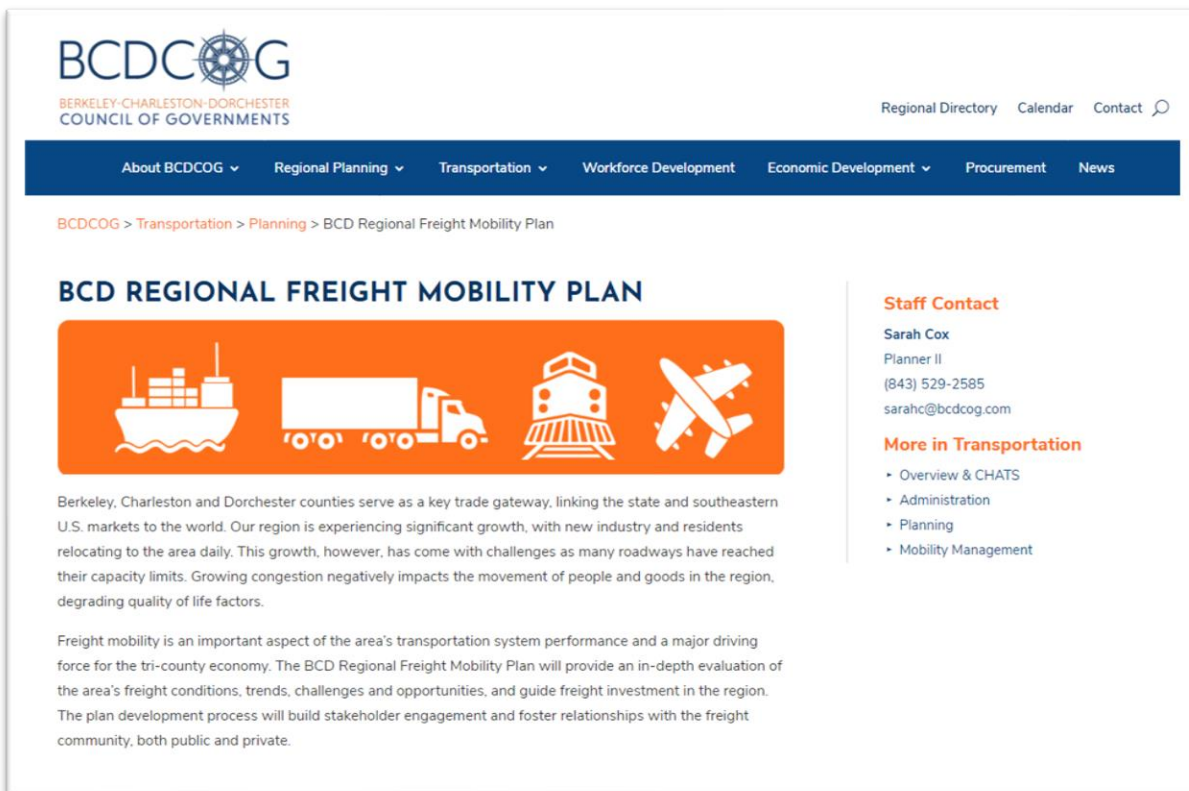 BCDCOG
BERKELEY-CHARLESTON-DORCHESTER
COUNCIL OF GOVERNMENTS
Regional Directory Calendar Contact
About BCDCOG Regional Planning Transportation Workforce Development Economic Development Procurement News
BCDCOG > Transportation > Planning > BCD Regional Freight Mobility Plan
BCD REGIONAL FREIGHT MOBILITY PLAN
Berkeley, Charleston and Dorchester counties serve as a key trade gateway, linking the state and southeastern
U.S. markets to the world. Our region is experiencing significant growth, with new industry and residents
relocating to the area daily. This growth, however, has come with challenges as many roadways have reached
their capacity limits. Growing congestion negatively impacts the movement of people and goods in the region,
degrading quality of life factors.
Freight mobility is an important aspect of the area's transportation system performance and a major driving
force for the tri-county economy. The BCD Regional Freight Mobility Plan will provide an in-depth evaluation of
the area's freight conditions, trends, challenges and opportunities, and guide freight investment in the region.
The plan development process will build stakeholder engagement and foster relationships with the freight
community, both public and private.
Staff Contact
Sarah Cox
Planner II
(843) 529-2585
sarahc@bcdcog.com
More in Transportation
Overview & CHATS
Administration
Planning
Mobility Management